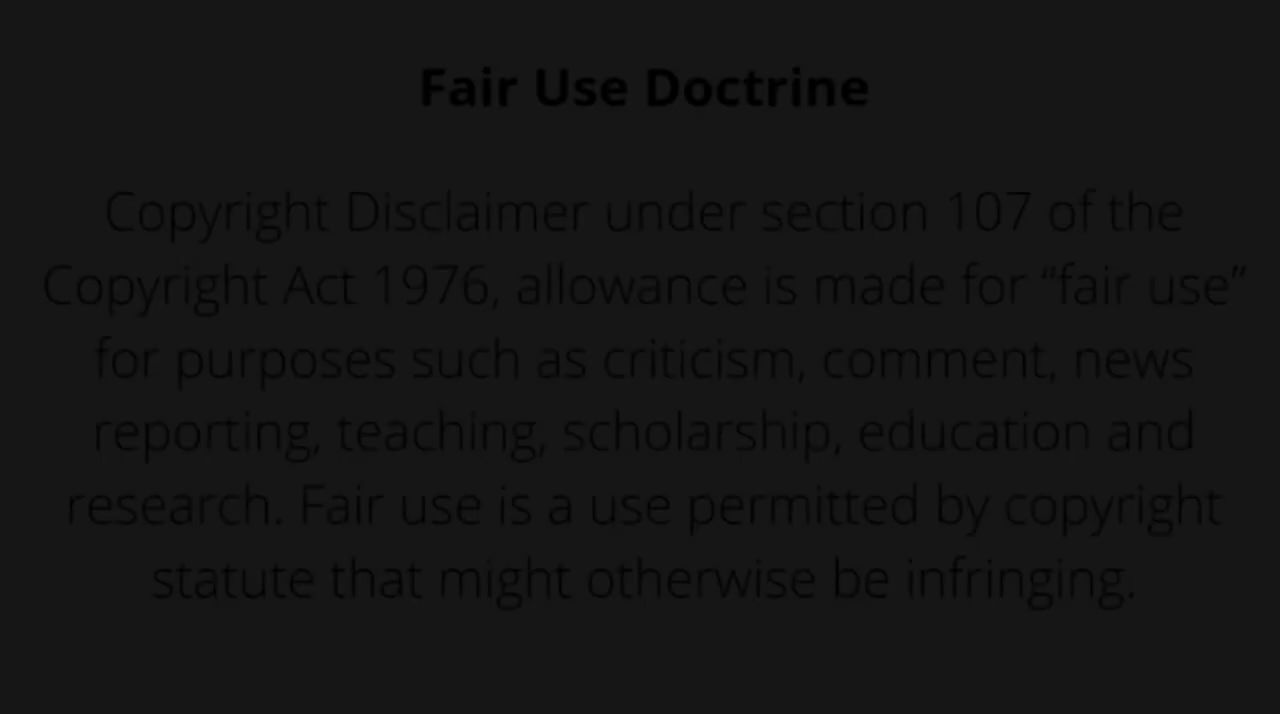 Fair Use Doctrine
Copyright Disclaimer under section 107 of the
Copyright Act 1976, allowance is made for “fair use”
for purposes such as criticism, comment, news
reporting, teaching, scholarship, education and
research. Fair use is a use permitted by copyright
statute that might otherwise be infringing.